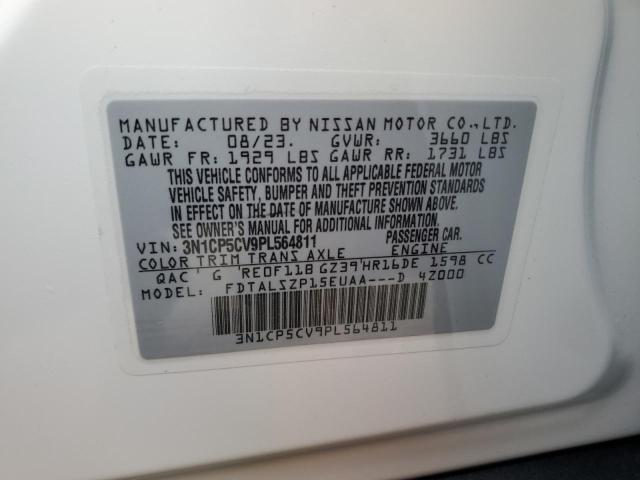 MANUFACTURED BY NISSAN MOTOR CO.,LTD.
DATE: 08/23. GVWR: 3660 LBS
GAWR FR: 1929 LBS GAWR RR: 1731 LBS
THIS VEHICLE CONFORMS TO ALL APPLICABLE FEDERAL MOTOR
VEHICLE SAFETY, BUMPER AND THEFT PREVENTION STANDARDS
IN EFFECT ON THE DATE OF MANUFACTURE SHOWN ABOVE.
SEE OWNER'S MANUAL FOR ADDITIONAL INFORMATION.
VIN: 3N1CP5CV9PL564811 PASSENGER CAR.
COLOR TRIM TRANS AXLE ENGINE
QAC G RE0F11B GZ39 HR16DE 1598 CC
MODEL: FDTALSZP15EUAA---D 4Z000
3N1CP5CV9PL564811